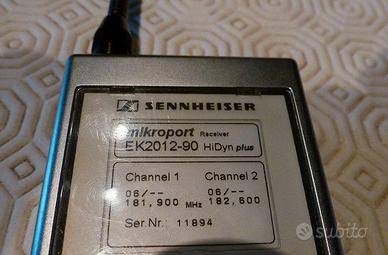 SENNHEISER
mikroport Receiver
EK2012-90 HiDyn plus
Channel 1 Channel 2
06/-- 06/--
181,900 MHz 182,600
Ser.Nr.: 11894
subito